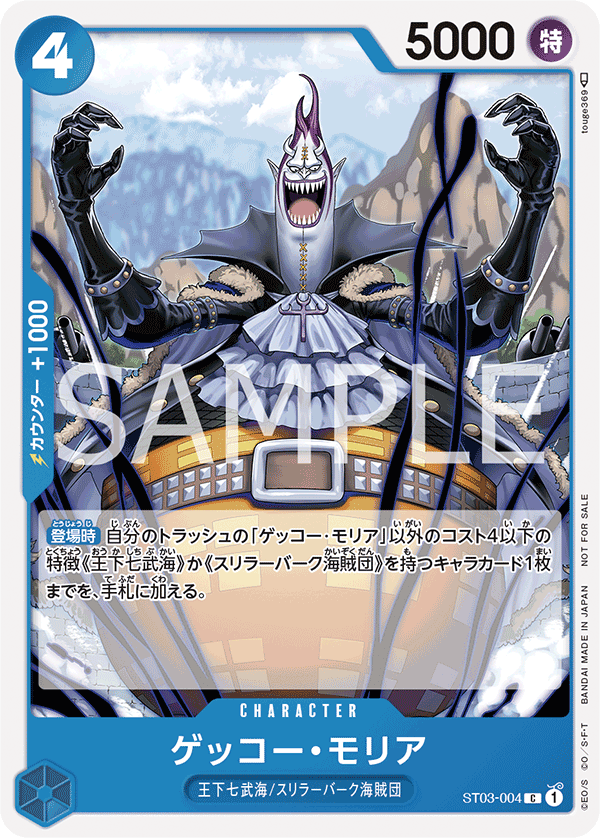 4
5000 特
touge369
カウンター +1000
SAMPLE
登場時 自分のトラッシュの「ゲッコー・モリア」以外のコスト4以下の
特徴《王下七武海》か《スリラーバーク海賊団》を持つキャラカード1枚
までを、手札に加える。
CHARACTER
ゲッコー・モリア
王下七武海/スリラーバーク海賊団
ST03-004 C 1
©E.O/S ©O/S・F・T BANDAI MADE IN JAPAN NOT FOR SALE